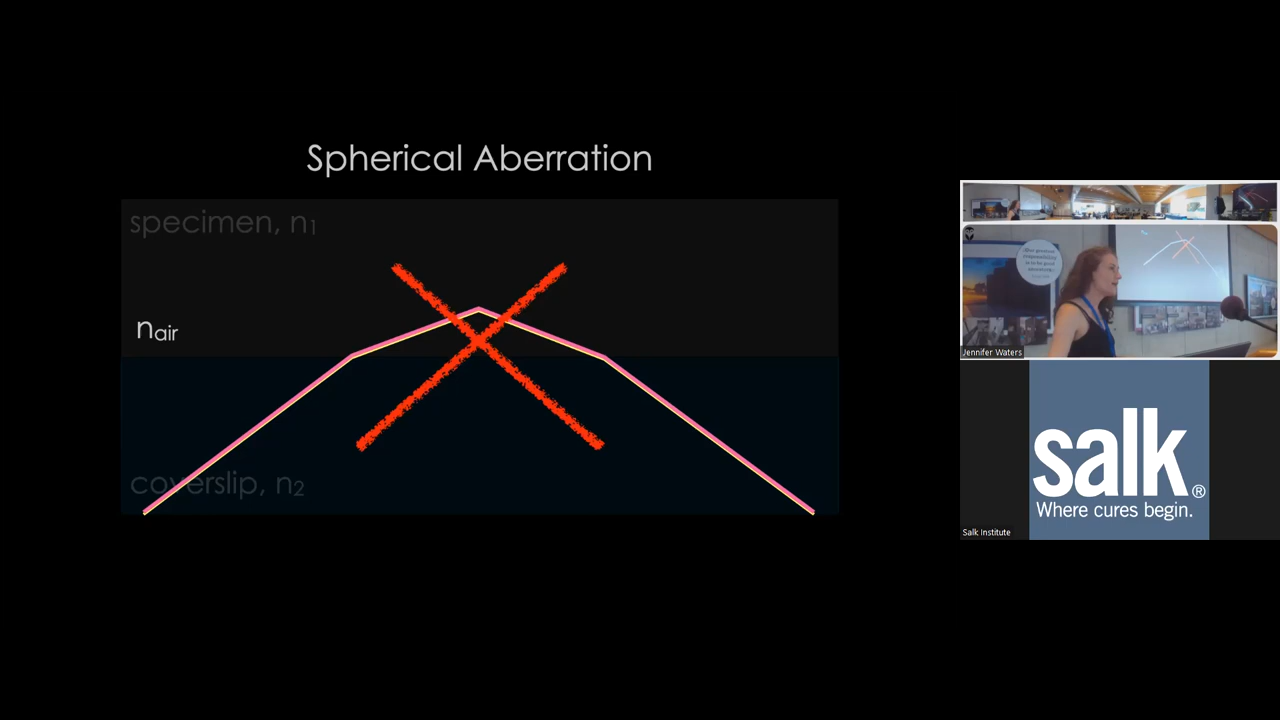 Spherical Aberration
specimen, n₁
nair
coverslip, n₂
Jennifer Waters
salk®
Where cures begin.
Salk Institute